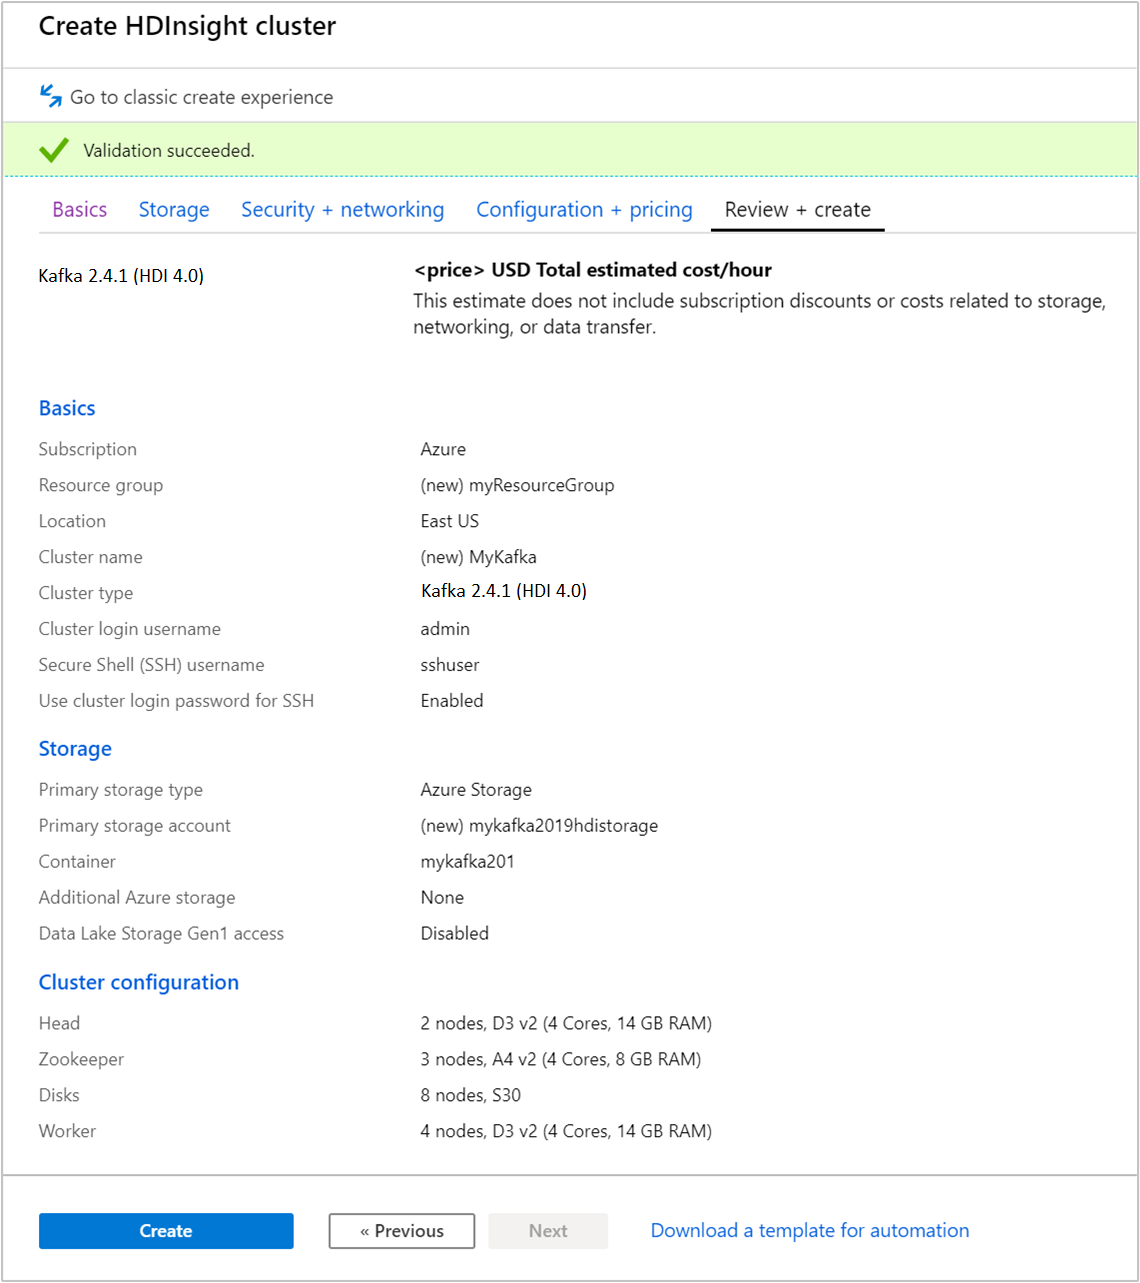 Create HDInsight cluster
Go to classic create experience
Validation succeeded.
Basics Storage Security + networking Configuration + pricing Review + create
Kafka 2.4.1 (HDI 4.0)
<price> USD Total estimated cost/hour
This estimate does not include subscription discounts or costs related to storage,
networking, or data transfer.
Basics
Subscription Azure
Resource group (new) myResourceGroup
Location East US
Cluster name (new) MyKafka
Cluster type Kafka 2.4.1 (HDI 4.0)
Cluster login username admin
Secure Shell (SSH) username sshuser
Use cluster login password for SSH Enabled
Storage
Primary storage type Azure Storage
Primary storage account (new) mykafka2019hdistorage
Container mykafka201
Additional Azure storage None
Data Lake Storage Gen1 access Disabled
Cluster configuration
Head 2 nodes, D3 v2 (4 Cores, 14 GB RAM)
Zookeeper 3 nodes, A4 v2 (4 Cores, 8 GB RAM)
Disks 8 nodes, S30
Worker 4 nodes, D3 v2 (4 Cores, 14 GB RAM)
Create « Previous Next Download a template for automation